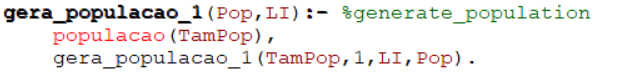 gera_populacao_1(Pop,LI):- %generate_population
populacao(TamPop),
gera_populacao_1(TamPop,1,LI,Pop).